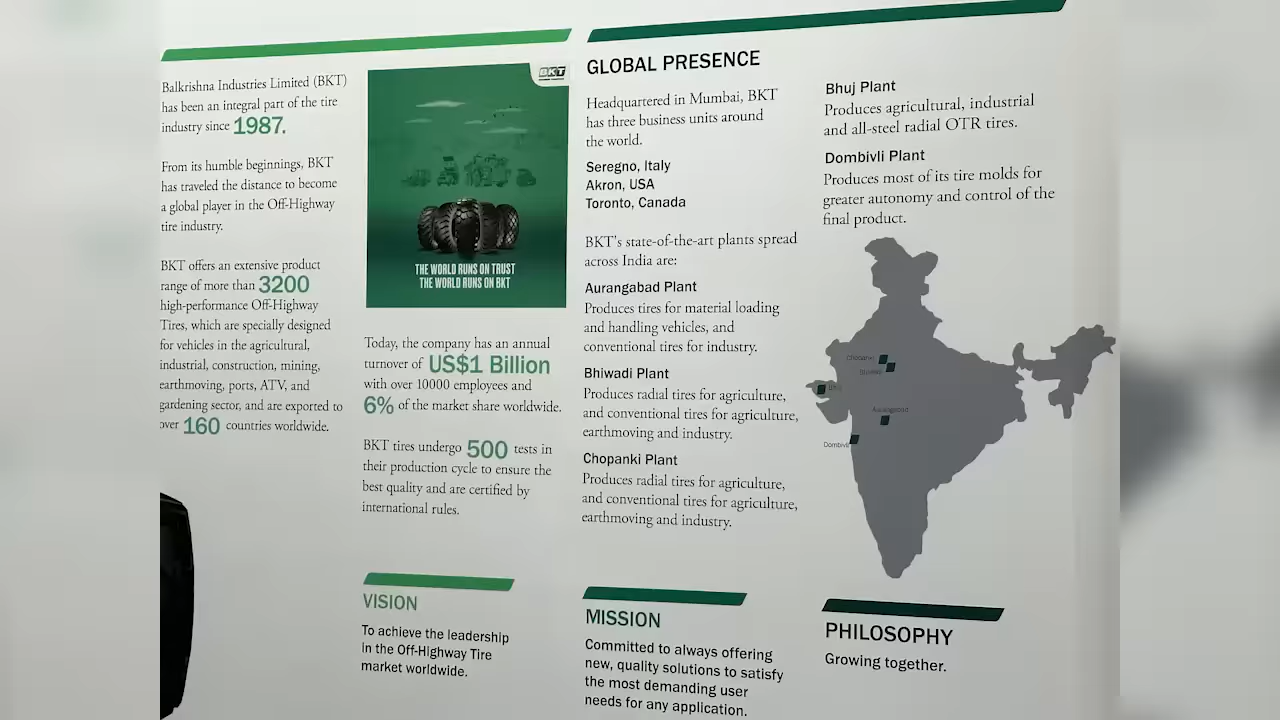 Balkrishna Industries Limited (BKT)
has been an integral part of the tire
industry since 1987.
From its humble beginnings, BKT
has traveled the distance to become
a global player in the Off-Highway
tire industry.
BKT offers an extensive product
range of more than 3200
high-performance Off-Highway
Tires, which are specially designed
for vehicles in the agricultural,
industrial, construction, mining,
earthmoving, ports, ATV, and
gardening sector, and are exported to
over 160 countries worldwide.
BKT
THE WORLD RUNS ON TRUST
THE WORLD RUNS ON BKT
Today, the company has an annual
turnover of US$1 Billion
with over 10000 employees and
6% of the market share worldwide.
BKT tires undergo 500 tests in
their production cycle to ensure the
best quality and are certified by
international rules.
VISION
To achieve the leadership
in the Off-Highway Tire
market worldwide.
GLOBAL PRESENCE
Headquartered in Mumbai, BKT
has three business units around
the world.
Seregno, Italy
Akron, USA
Toronto, Canada
BKT's state-of-the-art plants spread
across India are:
Aurangabad Plant
Produces tires for material loading
and handling vehicles, and
conventional tires for industry.
Bhiwadi Plant
Produces radial tires for agriculture,
and conventional tires for agriculture,
earthmoving and industry.
Chopanki Plant
Produces radial tires for agriculture,
and conventional tires for agriculture,
earthmoving and industry.
MISSION
Committed to always offering
new, quality solutions to satisfy
the most demanding user
needs for any application.
Bhuj Plant
Produces agricultural, industrial
and all-steel radial OTR tires.
Dombivli Plant
Produces most of its tire molds for
greater autonomy and control of the
final product.
Chopanki
Bhiwadi
Bhuj
Aurangabad
Dombivli
PHILOSOPHY
Growing together.